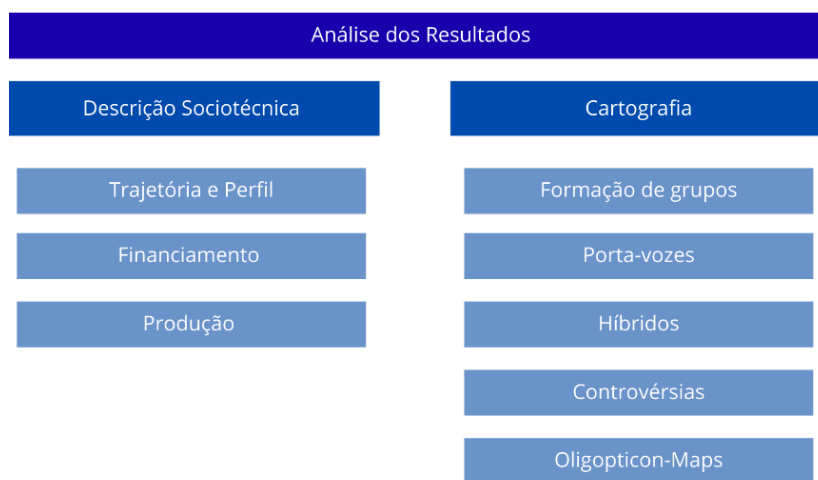 Análise dos Resultados
Descrição Sociotécnica
Trajetória e Perfil
Financiamento
Produção
Cartografia
Formação de grupos
Porta-vozes
Híbridos
Controvérsias
Oligopticon-Maps